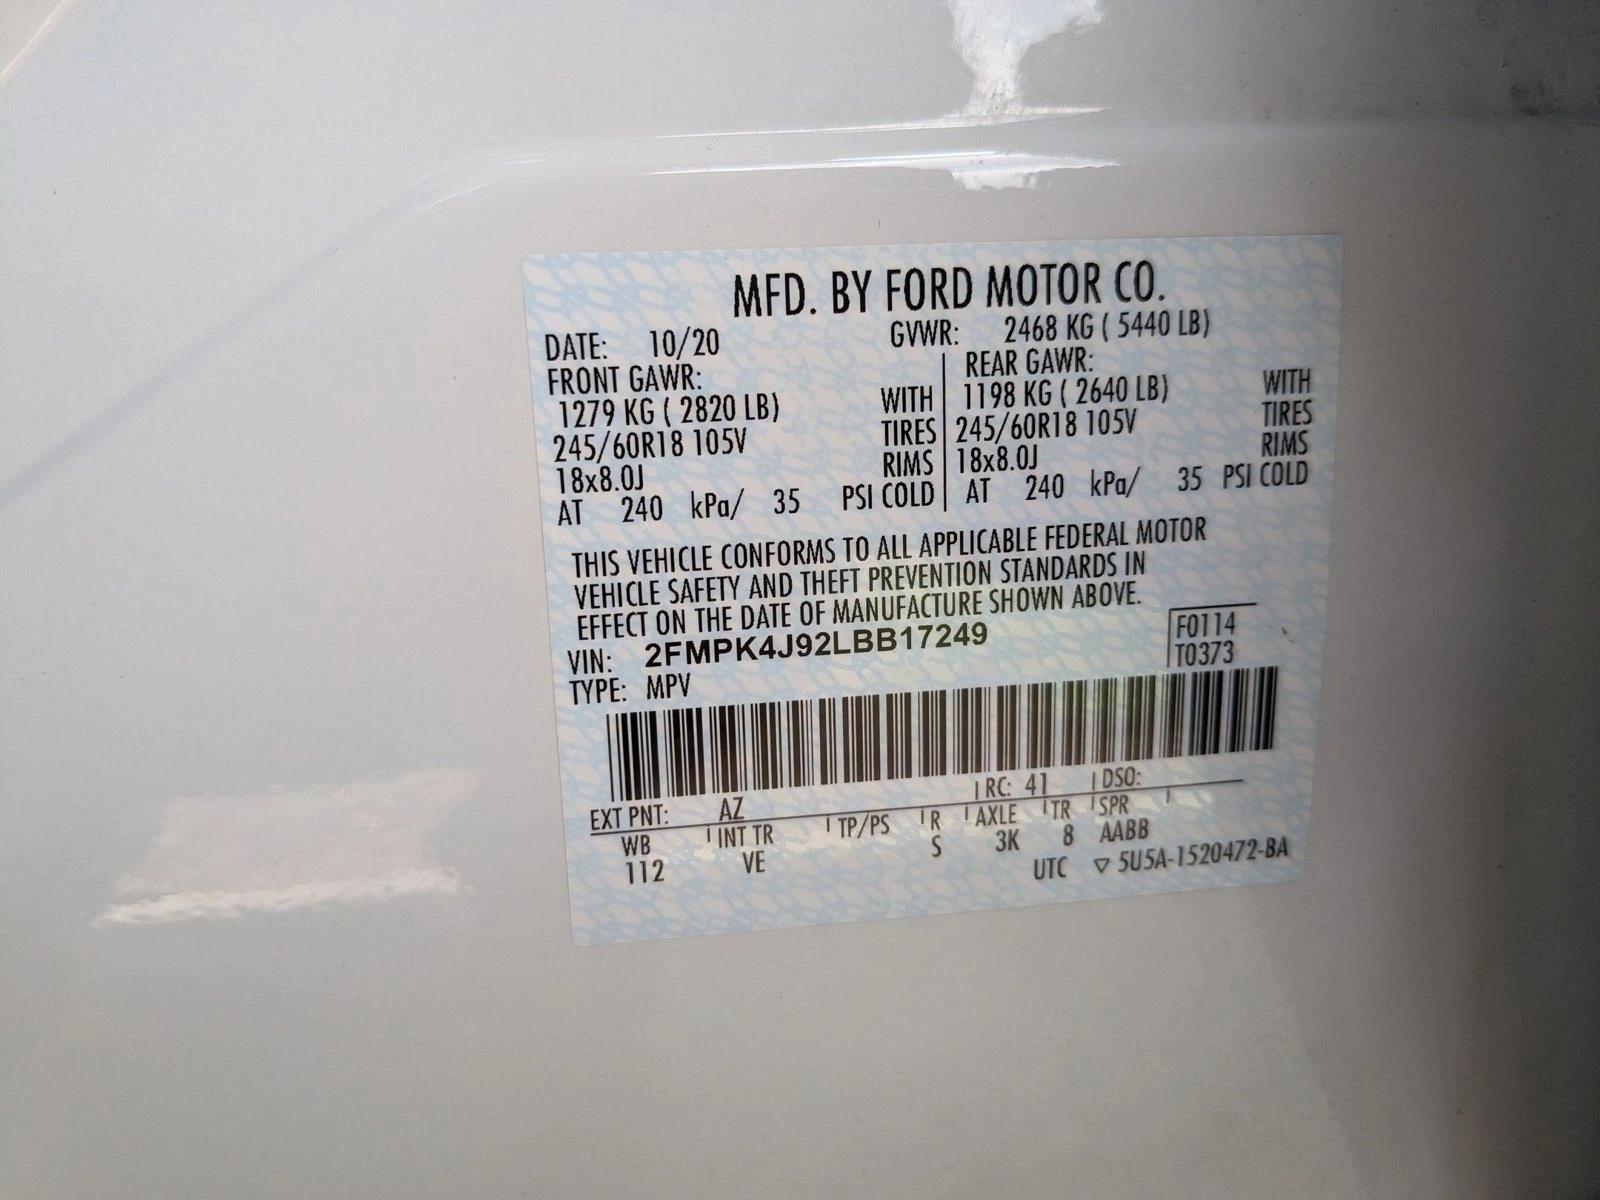 MFD. BY FORD MOTOR CO.
DATE: 10/20 GVWR: 2468 KG ( 5440 LB)
FRONT GAWR: REAR GAWR:
1279 KG ( 2820 LB) WITH 1198 KG ( 2640 LB) WITH
245/60R18 105V TIRES 245/60R18 105V TIRES
18x8.0J RIMS 18x8.0J RIMS
AT 240 kPa/ 35 PSI COLD AT 240 kPa/ 35 PSI COLD
THIS VEHICLE CONFORMS TO ALL APPLICABLE FEDERAL MOTOR
VEHICLE SAFETY AND THEFT PREVENTION STANDARDS IN
EFFECT ON THE DATE OF MANUFACTURE SHOWN ABOVE.
VIN: 2FMPK4J92LBB17249 F0114
TYPE: MPV T0373
EXT PNT: AZ RC: 41 DSO:
WB INT TR TP/PS R AXLE TR SPR
112 VE S 3K 8 AABB
UTC ▽ 5U5A-1520472-BA